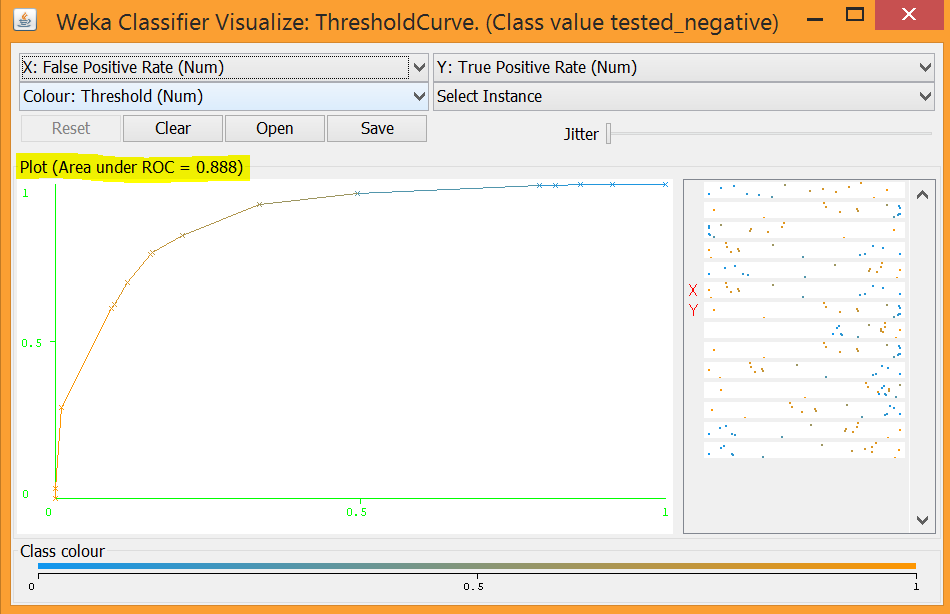 Weka Classifier Visualize: ThresholdCurve. (Class value tested_negative)
X: False Positive Rate (Num)
Y: True Positive Rate (Num)
Colour: Threshold (Num)
Select Instance
Reset
Clear
Open
Save
Jitter
Plot (Area under ROC = 0.888)
1
0.5
0
0
0.5
1
X
Y
Class colour
0
0.5
1